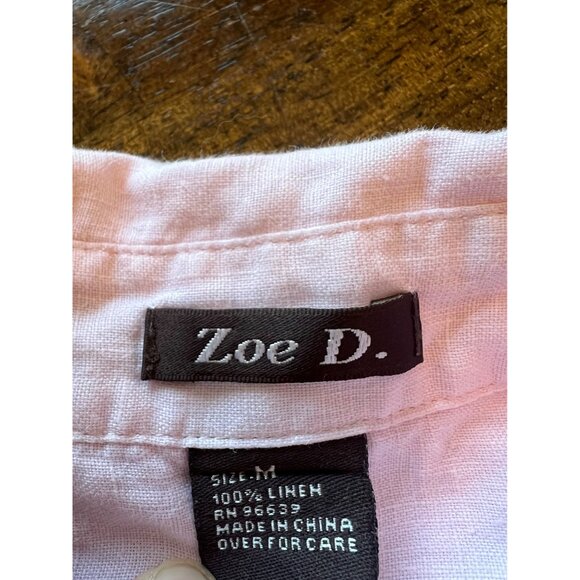 Zoe D.
SIZE-M
100% LINEN
RN 96639
MADE IN CHINA
OVER FOR CARE